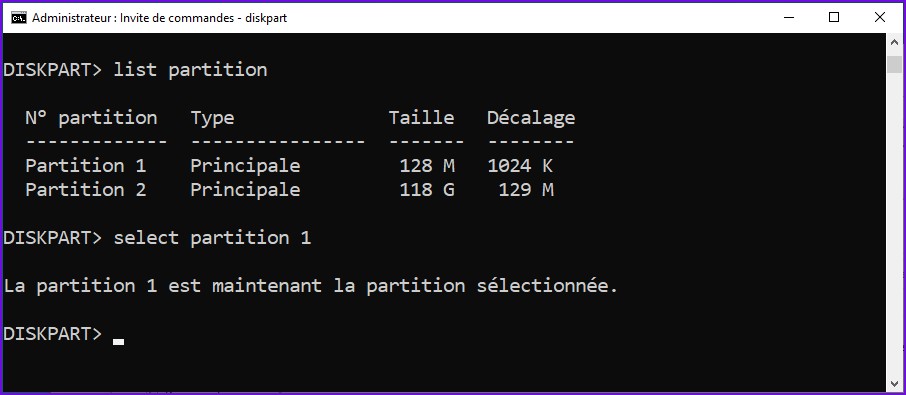 Administrateur : Invite de commandes - diskpart
DISKPART> list partition
N° partition   Type              Taille   Décalage
-------------  ----------------  -------  --------
Partition 1    Principale         128 M   1024 K
Partition 2    Principale         118 G    129 M
DISKPART> select partition 1
La partition 1 est maintenant la partition sélectionnée.
DISKPART>